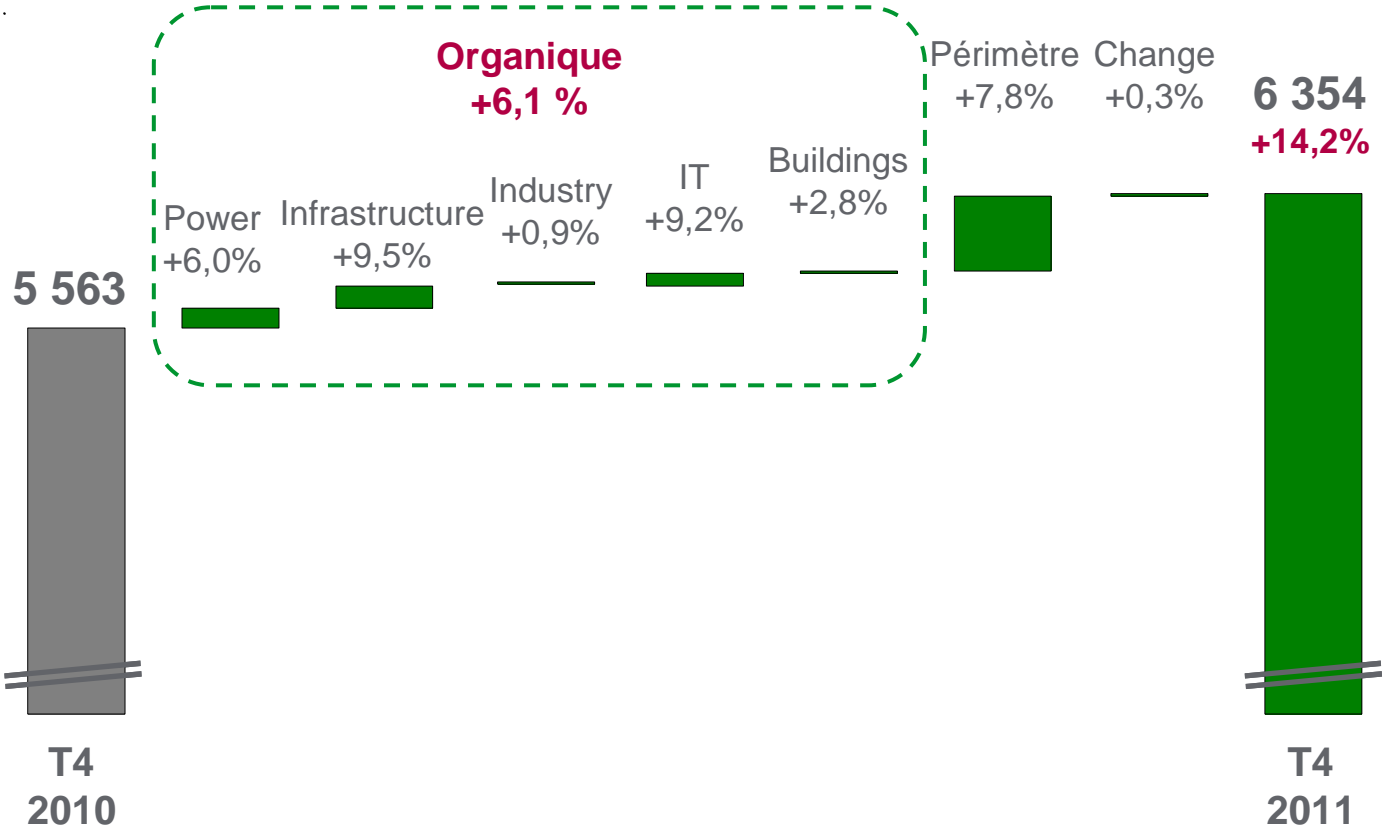 Organique
+6,1 %
Périmètre
+7,8%
Change
+0,3%
6 354
+14,2%
Power
+6,0%
Infrastructure
+9,5%
Industry
+0,9%
IT
+9,2%
Buildings
+2,8%
5 563
T4
2010
T4
2011